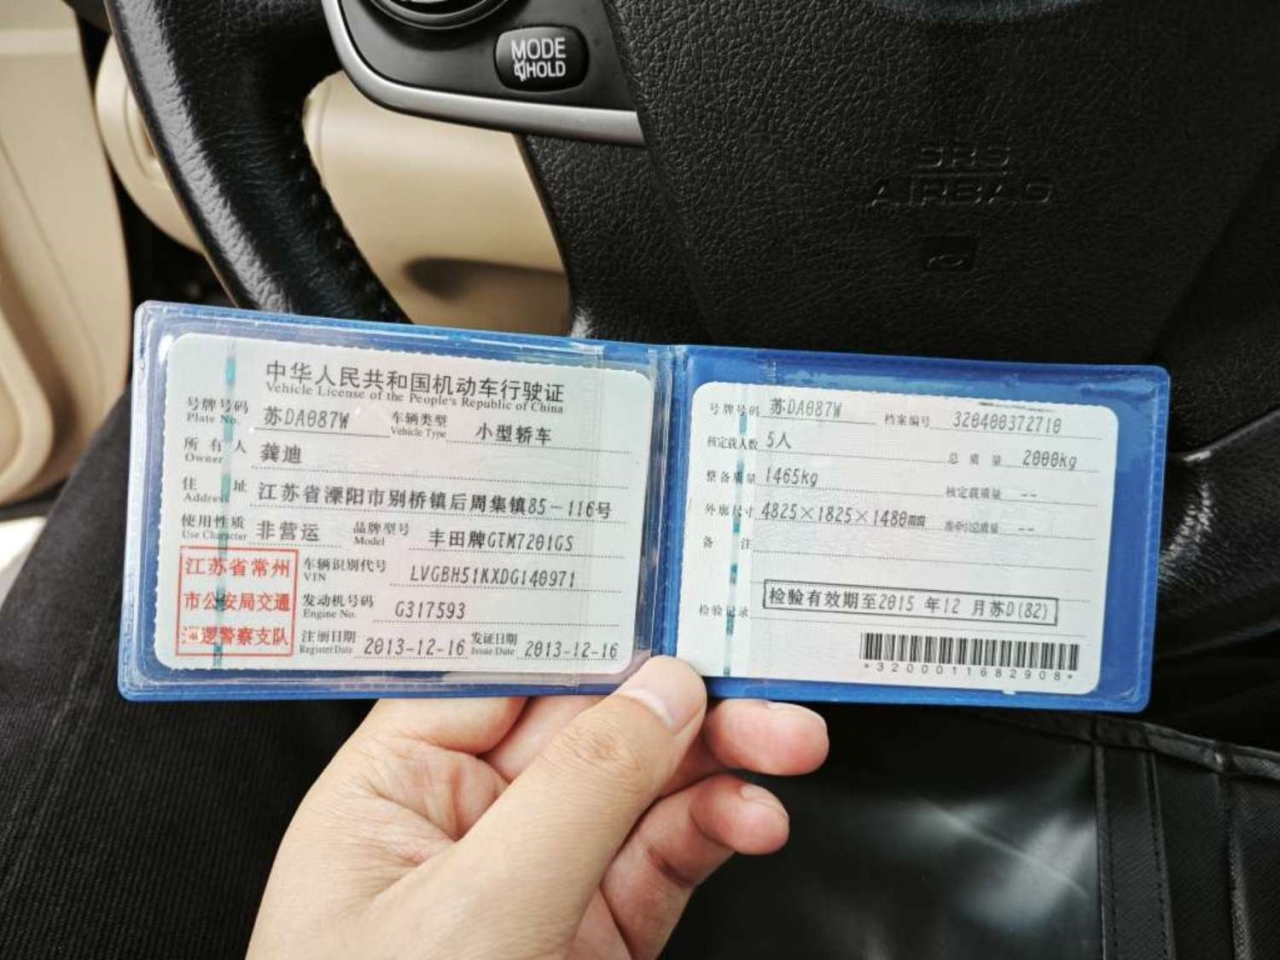 MODE
HOLD
SRS
AIRBAG
中华人民共和国机动车行驶证
Vehicle License of the People's Republic of China
号牌号码 苏DA087W 车辆类型 小型轿车
Plate No. Vehicle Type
所有人 龚迪
Owner
住址 江苏省溧阳市别桥镇后周集镇85-116号
Address
使用性质 非营运 品牌型号 丰田牌GTM7201GS
Use Character Model
江苏省常州
市公安局交通
巡逻警察支队
车辆识别代号 LVGBH51KXDG140971
VIN
发动机号码 G317593
Engine No.
注册日期 2013-12-16 发证日期 2013-12-16
Register Date Issue Date
号牌号码 苏DA087W 档案编号 320400372710
核定载人数 5人 总质量 2000kg
整备质量 1465kg 核定载质量 --
外廓尺寸 4825×1825×1480mm 准牵引总质量 --
备注
检验记录 检验有效期至2015 年12 月苏D(82)
*3200011682908*